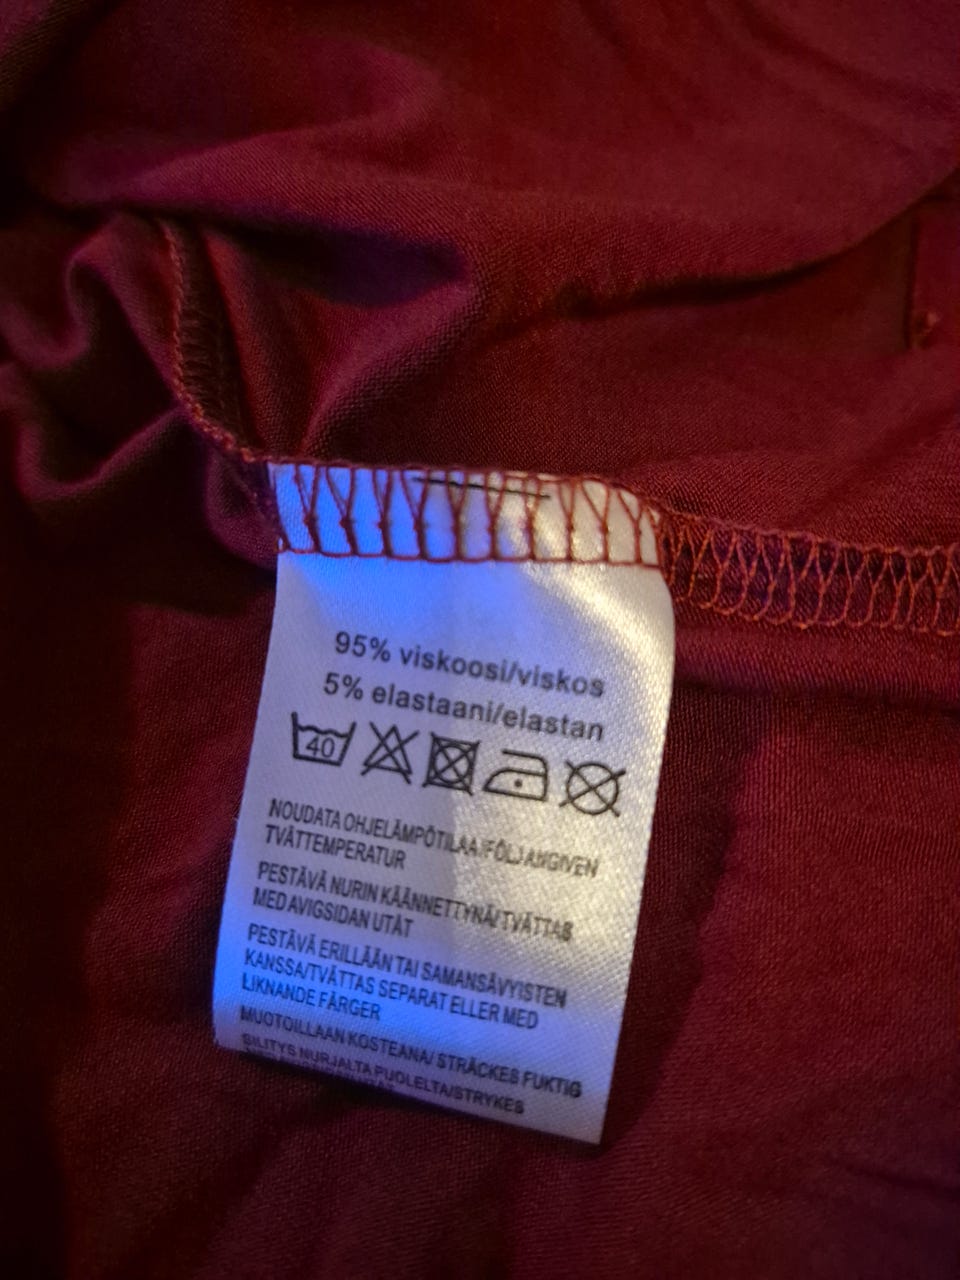 95% viskoosi/viskos
5% elastaani/elastan
40
NOUDATA OHJELÄMPÖTILAA/FÖLJ ANGIVEN
TVÄTTEMPERATUR
PESTÄVÄ NURIN KÄÄNNETTYNÄ/TVÄTTAS
MED AVIGSIDAN UTÅT
PESTÄVÄ ERILLÄÄN TAI SAMANSÄVYISTEN
KANSSA/TVÄTTAS SEPARAT ELLER MED
LIKNANDE FÄRGER
MUOTOILLAAN KOSTEANA/ STRÄCKES FUKTIG
SILITYS NURJALTA PUOLELTA/STRYKES